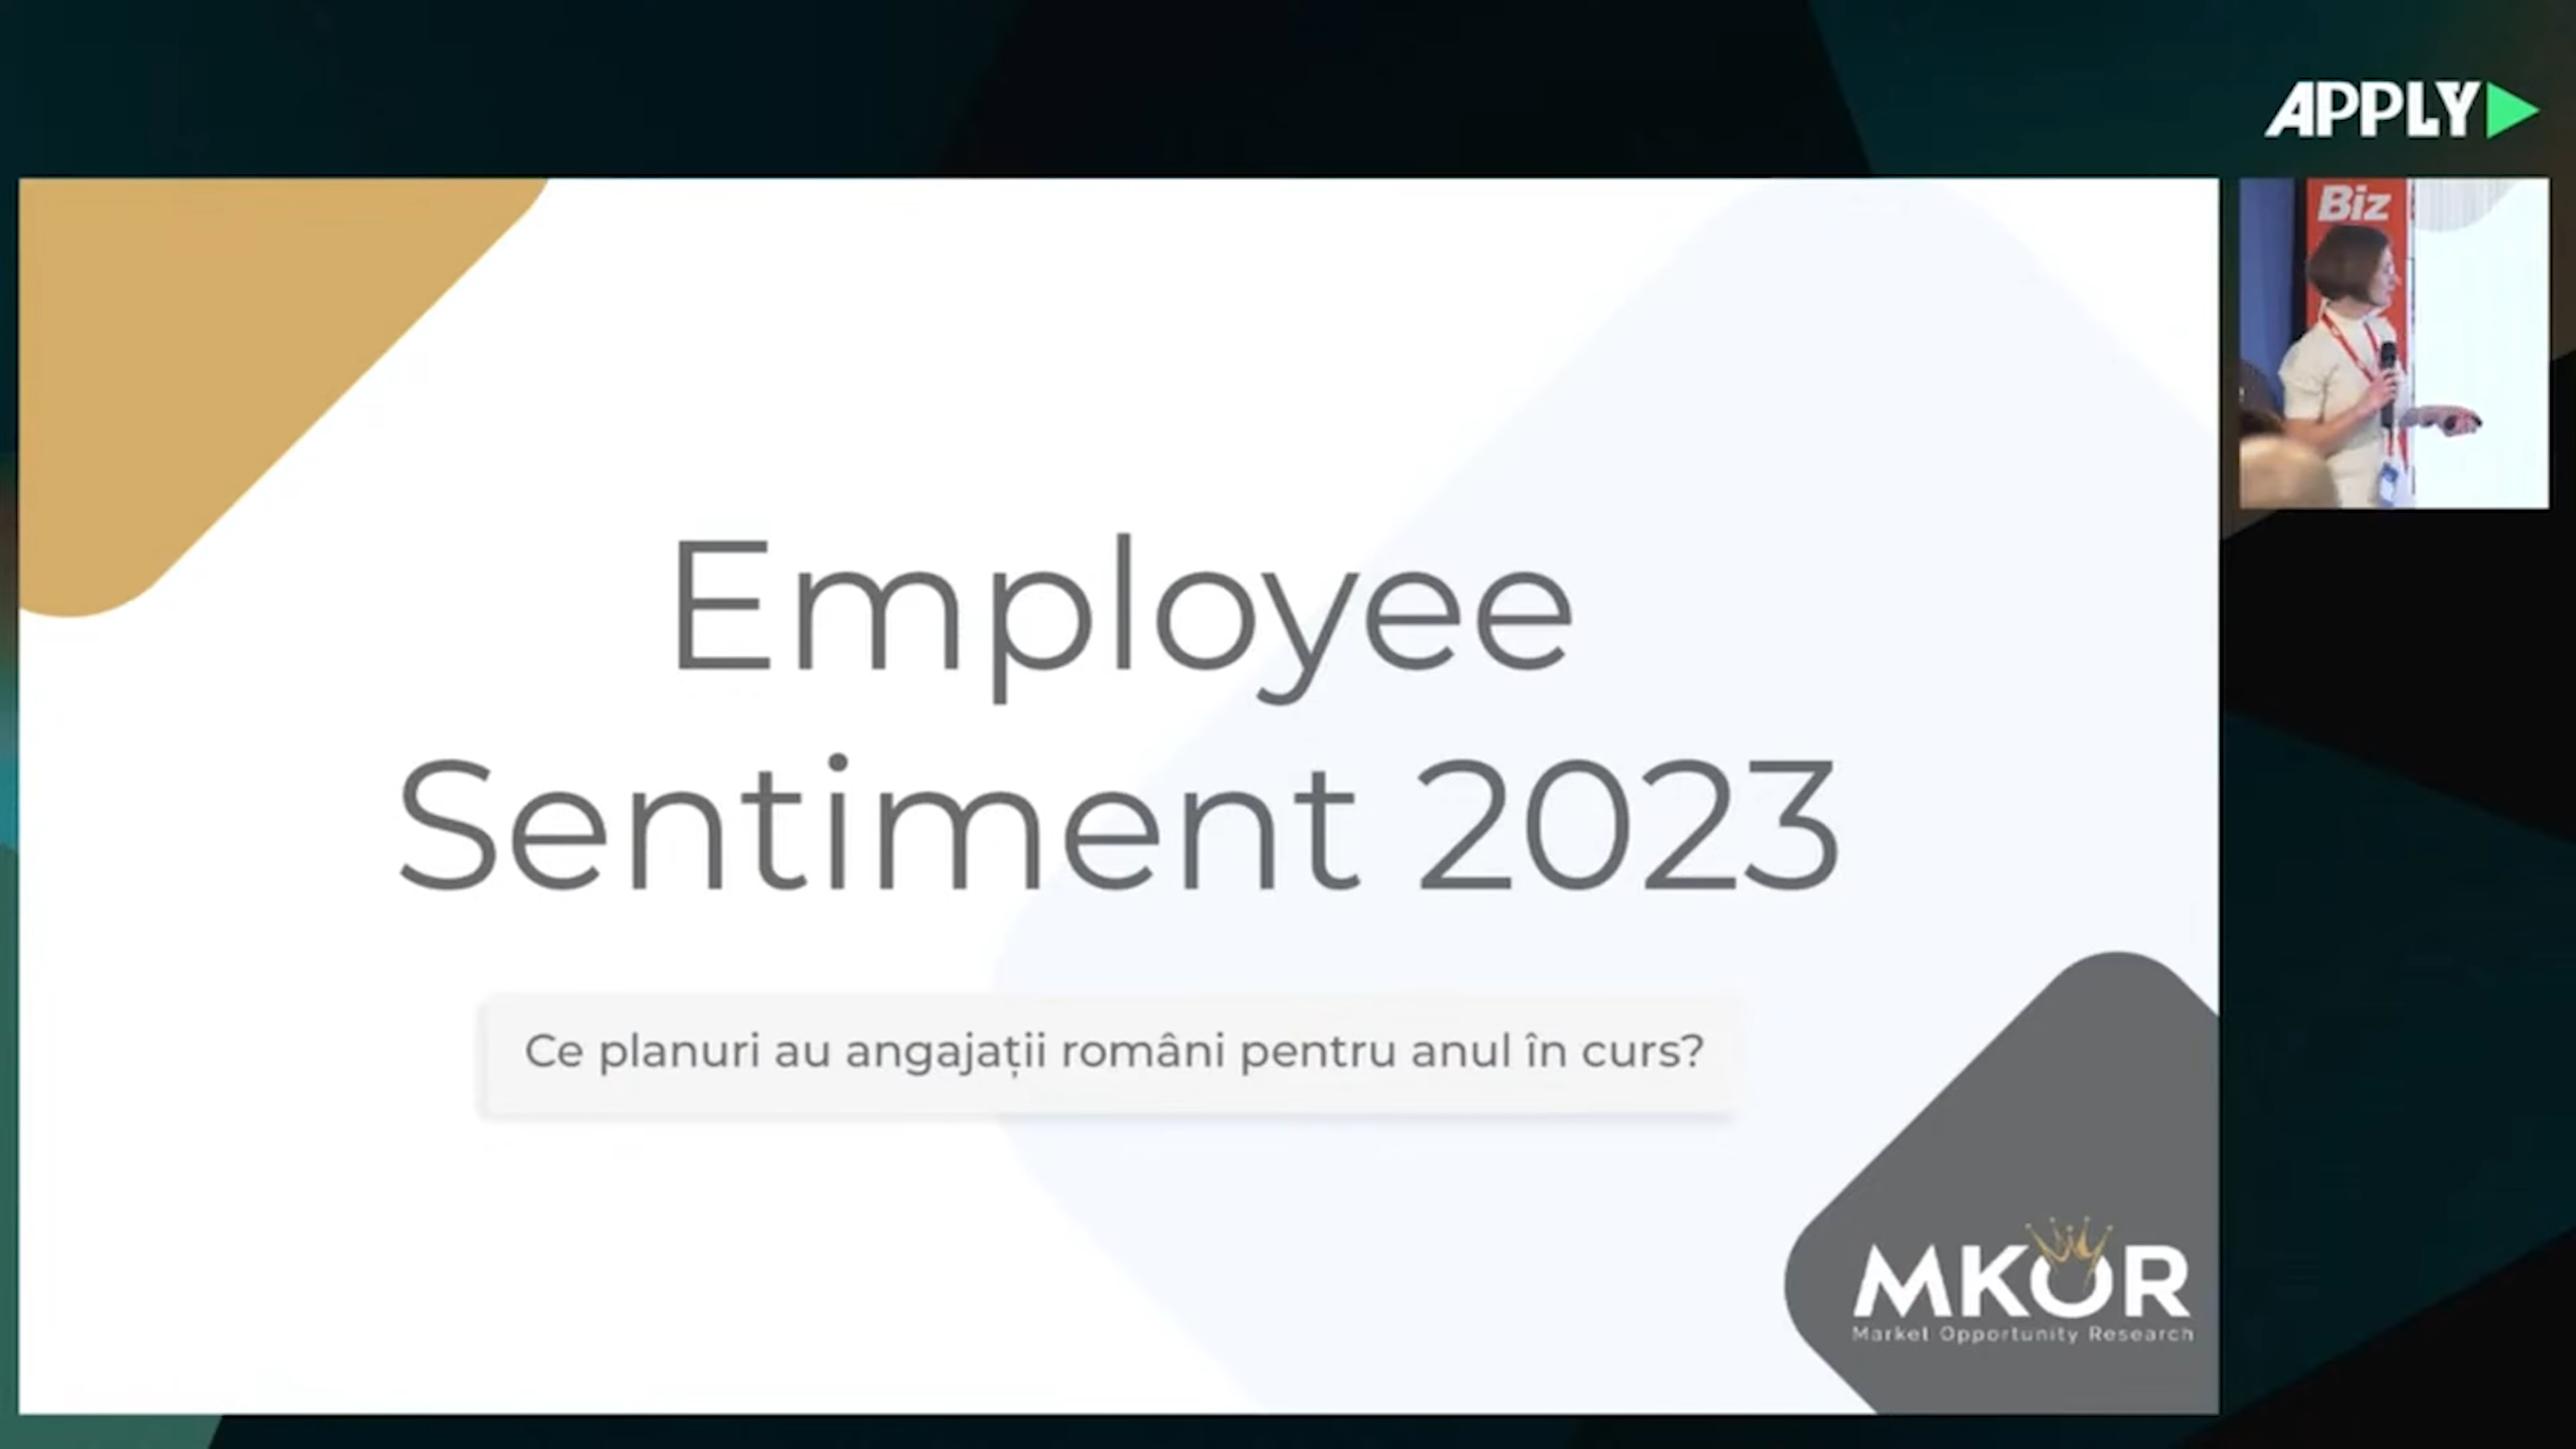 APPLY
Biz
Employee
Sentiment 2023
Ce planuri au angajații români pentru anul în curs?
MKOR
Market Opportunity Research